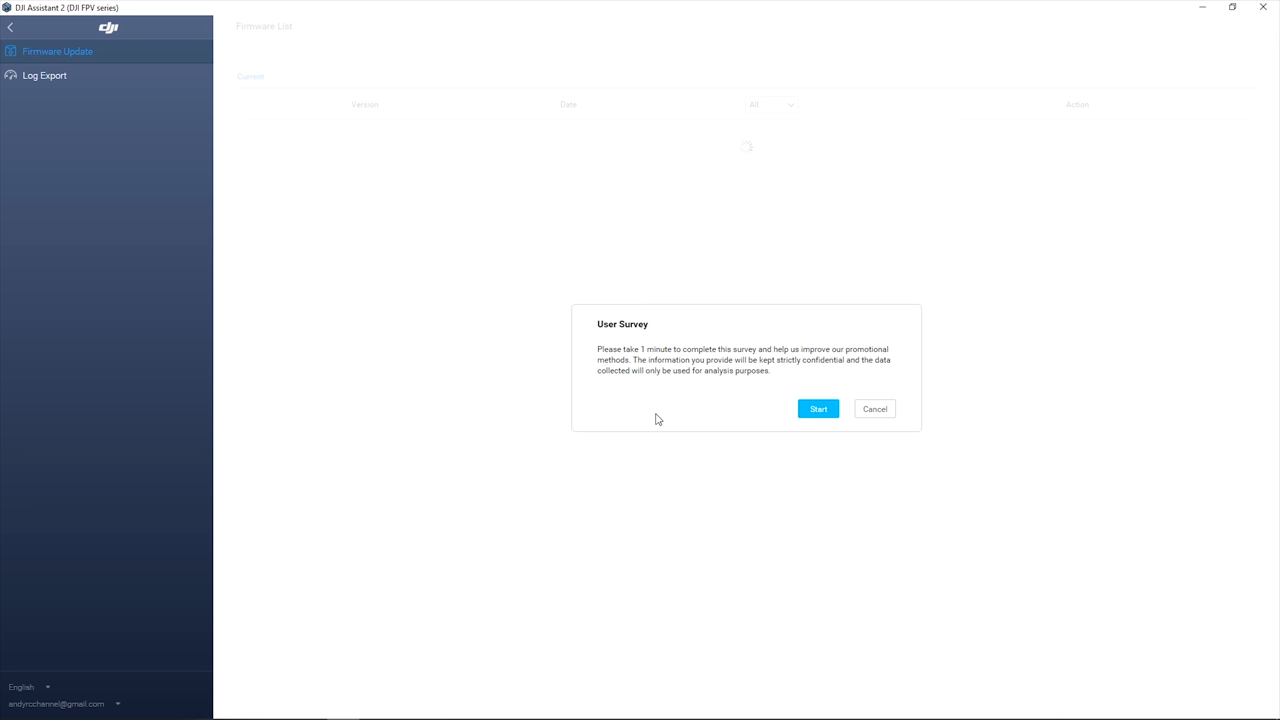 DJI Assistant 2 (DJI FPV series)
dji
Firmware Update
Log Export
Firmware List
Current
Version Date All Action
User Survey
Please take 1 minute to complete this survey and help us improve our promotional
methods. The information you provide will be kept strictly confidential and the data
collected will only be used for analysis purposes.
Start Cancel
English
andyrcchannel@gmail.com